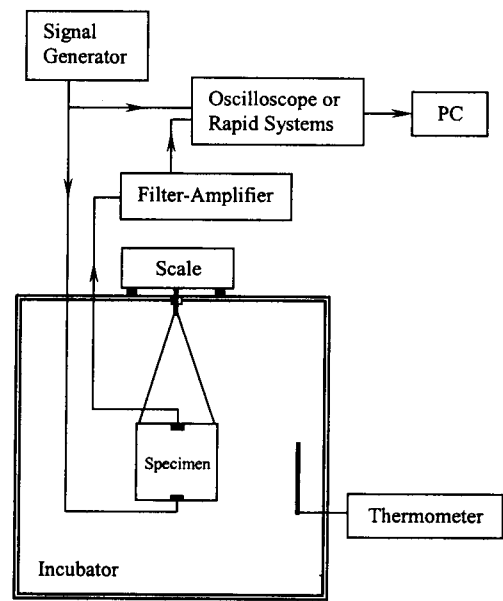 Signal
Generator
Oscilloscope or
Rapid Systems
PC
Filter-Amplifier
Scale
Specimen
Thermometer
Incubator